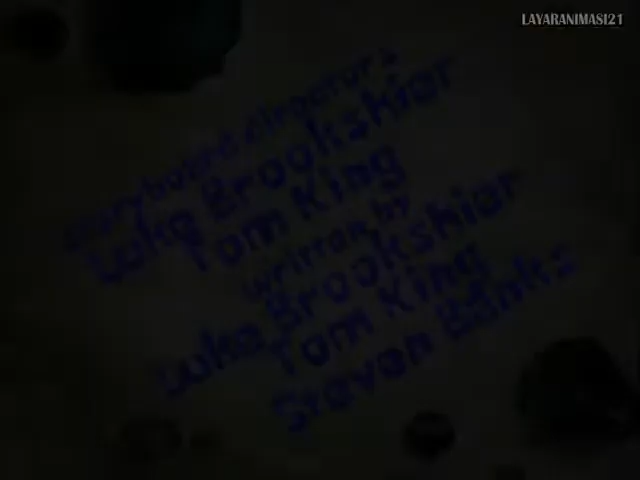 LAYARANIMASI21
storyboard directors
Luke Brookshier
Tom King
written by
Luke Brookshier
Tom King
Steven Banks